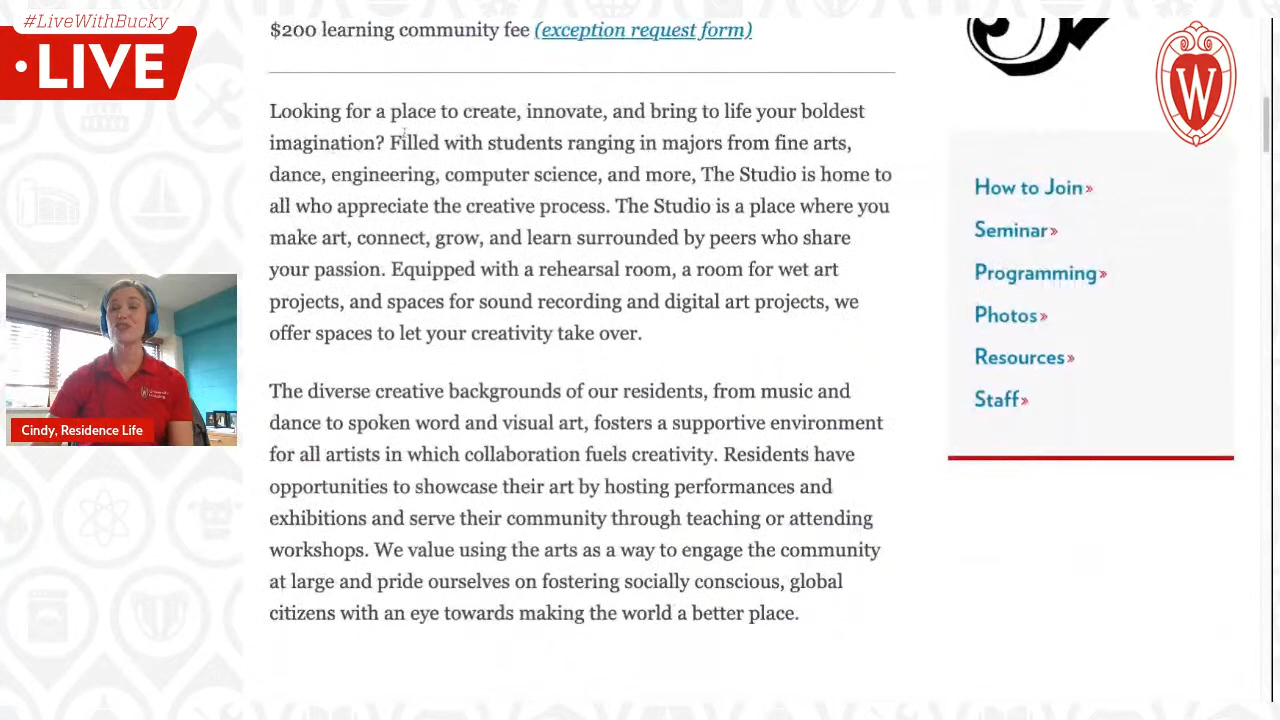 #LiveWithBucky
LIVE
$200 learning community fee (exception request form)
Looking for a place to create, innovate, and bring to life your boldest
imagination? Filled with students ranging in majors from fine arts,
dance, engineering, computer science, and more, The Studio is home to
all who appreciate the creative process. The Studio is a place where you
make art, connect, grow, and learn surrounded by peers who share
your passion. Equipped with a rehearsal room, a room for wet art
projects, and spaces for sound recording and digital art projects, we
offer spaces to let your creativity take over.
The diverse creative backgrounds of our residents, from music and
dance to spoken word and visual art, fosters a supportive environment
for all artists in which collaboration fuels creativity. Residents have
opportunities to showcase their art by hosting performances and
exhibitions and serve their community through teaching or attending
workshops. We value using the arts as a way to engage the community
at large and pride ourselves on fostering socially conscious, global
citizens with an eye towards making the world a better place.
W
How to Join»
Seminar»
Programming»
Photos»
Resources»
Staff»
Cindy, Residence Life